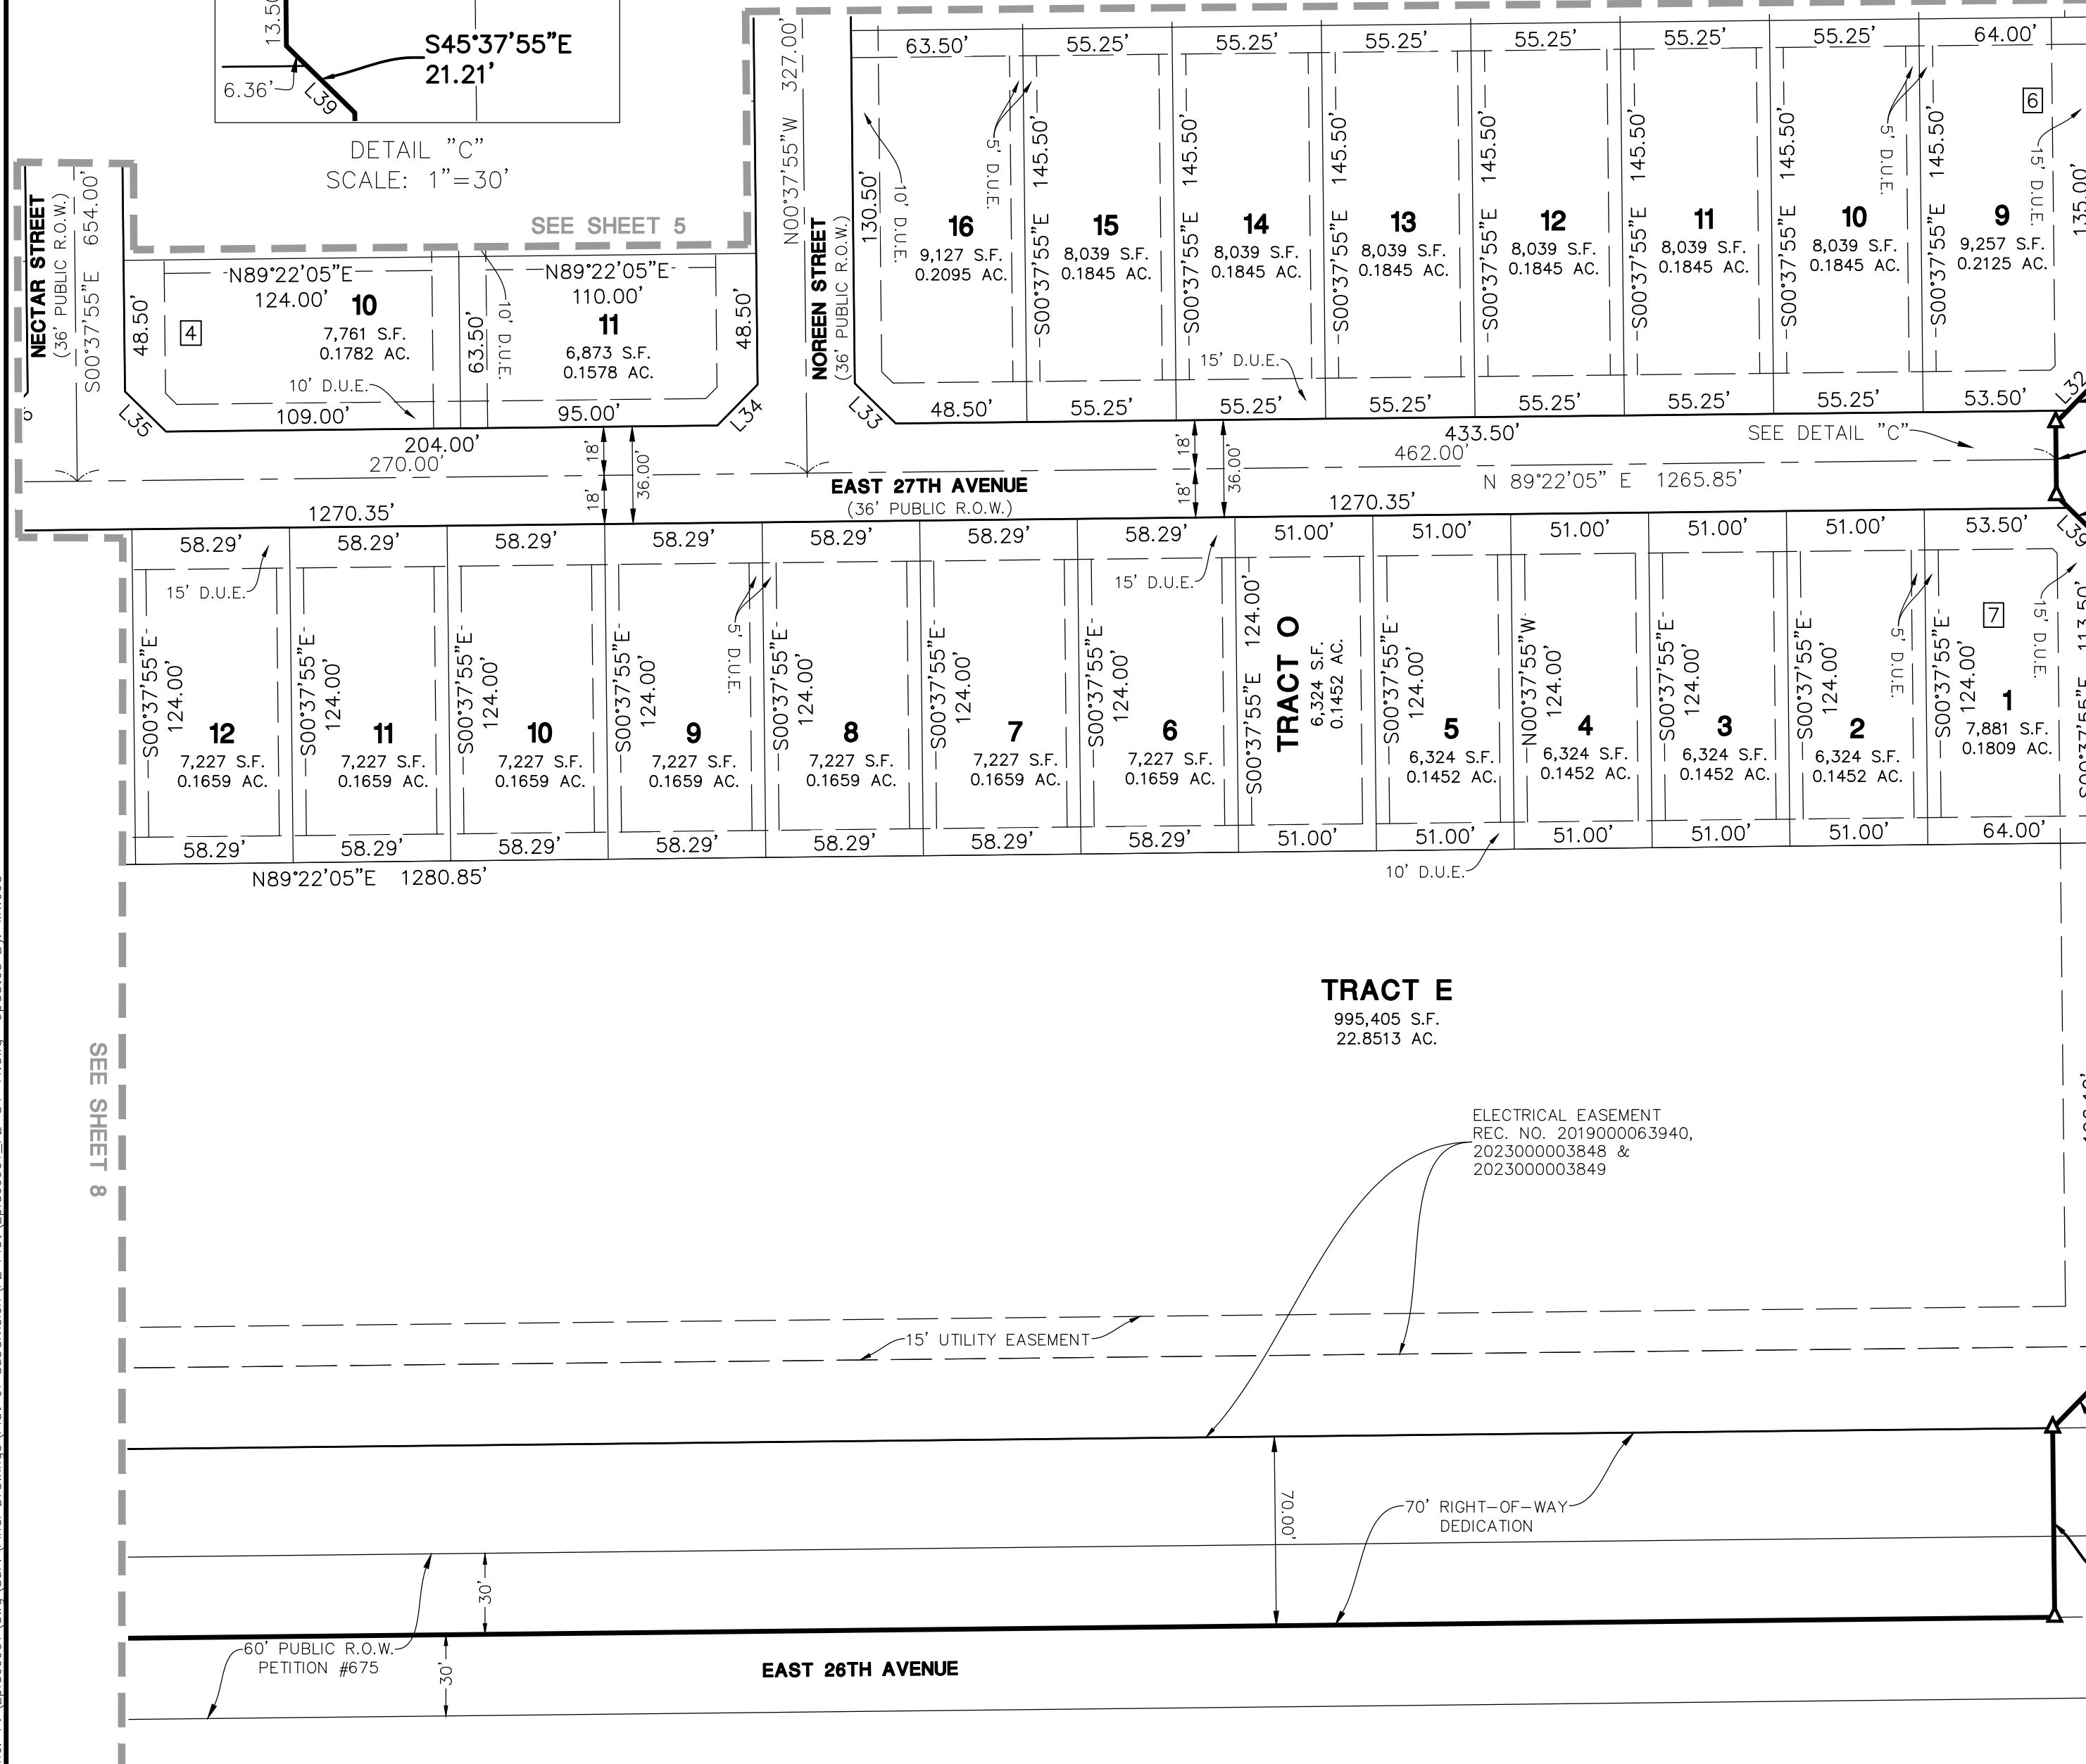 13.50'
S45°37'55"E
21.21'
6.36'
L39
DETAIL "C"
SCALE: 1"=30'
SEE SHEET 5
NECTAR STREET
(36' PUBLIC R.O.W.)
S00°37'55"E 654.00'
N00°37'55"W 327.00'
NOREEN STREET
(36' PUBLIC R.O.W.)
48.50'
4
N89°22'05"E
124.00'
10
7,761 S.F.
0.1782 AC.
10' D.U.E.
109.00'
L35
63.50'
10' D.U.E.
N89°22'05"E
110.00'
11
6,873 S.F.
0.1578 AC.
95.00'
48.50'
L34
130.50'
10' D.U.E.
63.50'
16
9,127 S.F.
0.2095 AC.
48.50'
L33
5' D.U.E.
S00°37'55"E 145.50'
55.25'
15
8,039 S.F.
0.1845 AC.
55.25'
S00°37'55"E 145.50'
55.25'
14
8,039 S.F.
0.1845 AC.
15' D.U.E.
55.25'
S00°37'55"E 145.50'
55.25'
13
8,039 S.F.
0.1845 AC.
55.25'
S00°37'55"E 145.50'
55.25'
12
8,039 S.F.
0.1845 AC.
55.25'
S00°37'55"E 145.50'
55.25'
11
8,039 S.F.
0.1845 AC.
55.25'
S00°37'55"E 145.50'
55.25'
10
8,039 S.F.
0.1845 AC.
55.25'
5' D.U.E.
S00°37'55"E 145.50'
64.00'
6
9
9,257 S.F.
0.2125 AC.
15' D.U.E.
135.00'
53.50'
L32
204.00'
270.00'
18'
18'
36.00'
EAST 27TH AVENUE
(36' PUBLIC R.O.W.)
18'
18'
36.00'
433.50'
462.00'
SEE DETAIL "C"
N 89°22'05" E 1265.85'
1270.35'
1270.35'
L39
58.29'
15' D.U.E.
S00°37'55"E
124.00'
12
7,227 S.F.
0.1659 AC.
58.29'
58.29'
S00°37'55"E
124.00'
11
7,227 S.F.
0.1659 AC.
58.29'
58.29'
S00°37'55"E
124.00'
10
7,227 S.F.
0.1659 AC.
58.29'
58.29'
S00°37'55"E
124.00'
9
7,227 S.F.
0.1659 AC.
58.29'
5' D.U.E.
58.29'
S00°37'55"E
124.00'
8
7,227 S.F.
0.1659 AC.
58.29'
58.29'
S00°37'55"E
124.00'
7
7,227 S.F.
0.1659 AC.
58.29'
58.29'
15' D.U.E.
S00°37'55"E
124.00'
6
7,227 S.F.
0.1659 AC.
58.29'
51.00'
S00°37'55"E 124.00'
TRACT O
6,324 S.F.
0.1452 AC.
51.00'
51.00'
S00°37'55"E
124.00'
5
6,324 S.F.
0.1452 AC.
51.00'
10' D.U.E.
51.00'
N00°37'55"W
124.00'
4
6,324 S.F.
0.1452 AC.
51.00'
51.00'
S00°37'55"E
124.00'
3
6,324 S.F.
0.1452 AC.
51.00'
51.00'
S00°37'55"E
124.00'
2
6,324 S.F.
0.1452 AC.
51.00'
5' D.U.E.
53.50'
S00°37'55"E
124.00'
7
1
7,881 S.F.
0.1809 AC.
15' D.U.E.
64.00'
S00°37'55"E 113.50'
N89°22'05"E 1280.85'
SEE SHEET 8
TRACT E
995,405 S.F.
22.8513 AC.
ELECTRICAL EASEMENT
REC. NO. 2019000063940,
2023000003848 &
2023000003849
15' UTILITY EASEMENT
70.00'
70' RIGHT-OF-WAY
DEDICATION
30'
60' PUBLIC R.O.W.
PETITION #675
30'
EAST 26TH AVENUE